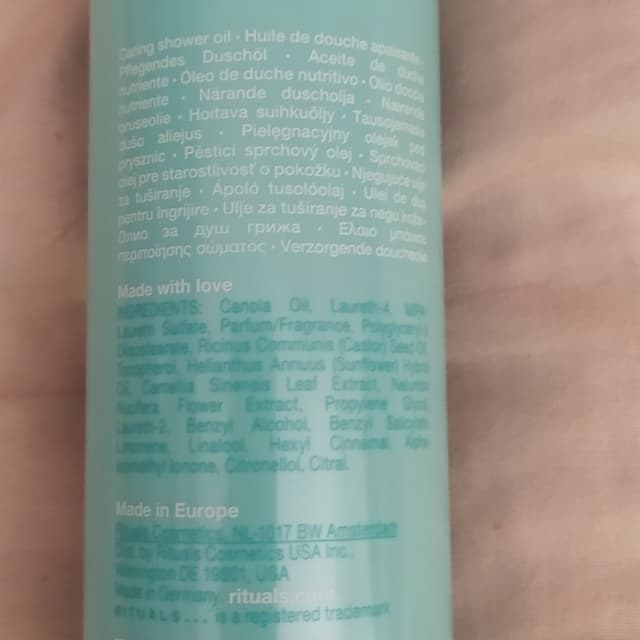 Caring shower oil • Huile de douche apaisante •
Pflegendes Duschöl • Aceite de ducha
nutriente • Óleo de duche nutritivo • Olio doccia
nutriente • Närande duscholja • Nærende
bruseolie • Hoitava suihkuöljy • Tausojamasis
dušo aliejus • Pielęgnacyjny olejek pod
prysznic • Pěstící sprchový olej • Sprchový
olej pre starostlivosť o pokožku • Njegujuće ulje
za tuširanje • Ápoló tusolóolaj • Ulei de duș
pentru îngrijire • Ulje za tuširanje za negu kože
Олио за душ грижа • Ελαιο μπάνιου
περιποίησης σώματος • Verzorgende doucheolie
Made with love
INGREDIENTS: Canola Oil, Laureth-4, MIPA-
Laureth Sulfate, Parfum/Fragrance, Polyglyceryl-3
Diisostearate, Ricinus Communis (Castor) Seed Oil,
Tocopherol, Helianthus Annuus (Sunflower) Hybrid
Oil, Camellia Sinensis Leaf Extract, Nelumbo
Nucifera Flower Extract, Propylene Glycol,
Laureth-2, Benzyl Alcohol, Benzyl Salicylate,
Limonene, Linalool, Hexyl Cinnamal, Alpha-
Isomethyl Ionone, Citronellol, Citral.
Made in Europe
Rituals Cosmetics, NL-1017 BW Amsterdam
Dist. by Rituals Cosmetics USA Inc.,
Wilmington DE 19801, USA
Made in Germany rituals.com
RITUALS... is a registered trademark